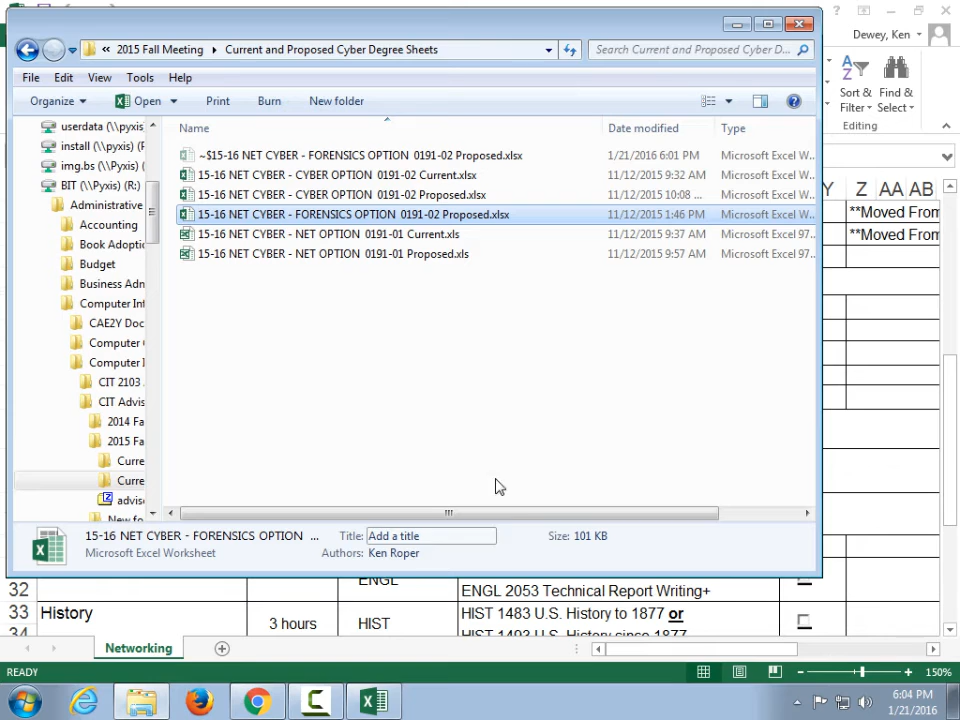 ?
Dewey, Ken
« 2015 Fall Meeting Current and Proposed Cyber Degree Sheets
Search Current and Proposed Cyber D...
File Edit View Tools Help
Organize Open Print Burn New folder
Sort & Filter Find & Select
Editing
Name Date modified Type
userdata (\\pyxis)
install (\\Pyxis) (P
img.bs (\\Pyxis) (
BIT (\\Pyxis) (R:)
Administrative
Accounting
Book Adoptio
Budget
Business Adm
Computer Inf
CAE2Y Doc
Computer
Computer I
CIT 2103
CIT Advis
2014 Fa
2015 Fa
Curre
Curre
advise
New fo
~$15-16 NET CYBER - FORENSICS OPTION 0191-02 Proposed.xlsx 1/21/2016 6:01 PM Microsoft Excel W...
15-16 NET CYBER - CYBER OPTION 0191-02 Current.xlsx 11/12/2015 9:32 AM Microsoft Excel W...
15-16 NET CYBER - CYBER OPTION 0191-02 Proposed.xlsx 11/12/2015 10:08 ... Microsoft Excel W...
15-16 NET CYBER - FORENSICS OPTION 0191-02 Proposed.xlsx 11/12/2015 1:46 PM Microsoft Excel W...
15-16 NET CYBER - NET OPTION 0191-01 Current.xls 11/12/2015 9:37 AM Microsoft Excel 97...
15-16 NET CYBER - NET OPTION 0191-01 Proposed.xls 11/12/2015 9:57 AM Microsoft Excel 97...
Y Z AA AB
**Moved From
**Moved From
15-16 NET CYBER - FORENSICS OPTION ... Title: Add a title Size: 101 KB
Microsoft Excel Worksheet Authors: Ken Roper
32 ENGL ENGL 2053 Technical Report Writing+
33 History 3 hours HIST HIST 1483 U.S. History to 1877 or
34 HIST 1493 U.S. History since 1877
Networking
READY 150%
6:04 PM
1/21/2016